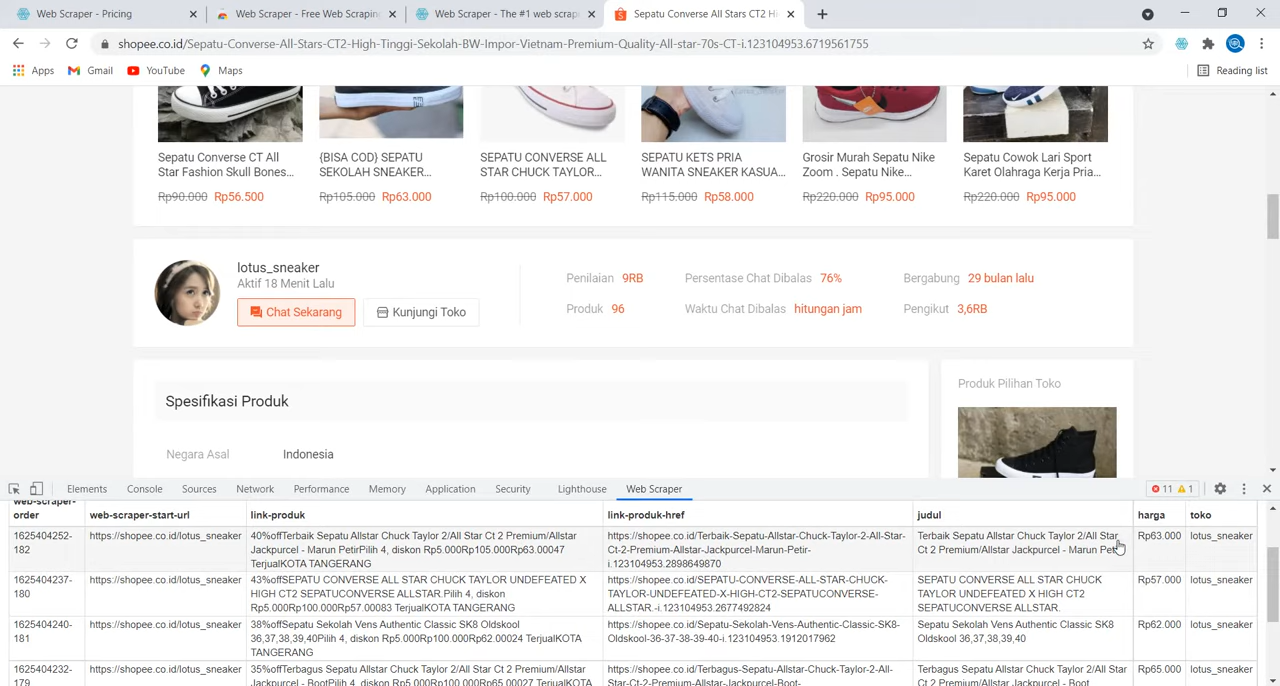 Web Scraper - Pricing
Web Scraper - Free Web Scraping
Web Scraper - The #1 web scrap
Sepatu Converse All Stars CT2 Hi
shopee.co.id/Sepatu-Converse-All-Stars-CT2-High-Tinggi-Sekolah-BW-Impor-Vietnam-Premium-Quality-All-star-70s-CT-i.123104953.6719561755
Apps Gmail YouTube Maps Reading list
Sepatu Converse CT All
Star Fashion Skull Bones...
Rp90.000 Rp56.500
{BISA COD} SEPATU
SEKOLAH SNEAKER...
Rp105.000 Rp63.000
SEPATU CONVERSE ALL
STAR CHUCK TAYLOR...
Rp100.000 Rp57.000
SEPATU KETS PRIA
WANITA SNEAKER KASUA...
Rp115.000 Rp58.000
Grosir Murah Sepatu Nike
Zoom . Sepatu Nike...
Rp220.000 Rp95.000
Sepatu Cowok Lari Sport
Karet Olahraga Kerja Pria...
Rp220.000 Rp95.000
lotus_sneaker
Aktif 18 Menit Lalu
Chat Sekarang Kunjungi Toko
Penilaian 9RB Persentase Chat Dibalas 76% Bergabung 29 bulan lalu
Produk 96 Waktu Chat Dibalas hitungan jam Pengikut 3,6RB
Spesifikasi Produk
Negara Asal Indonesia
Produk Pilihan Toko
Elements Console Sources Network Performance Memory Application Security Lighthouse Web Scraper 11 1
web-scraper-
order web-scraper-start-url link-produk link-produk-href judul harga toko
1625404252-
182
https://shopee.co.id/lotus_sneaker
40%offTerbaik Sepatu Allstar Chuck Taylor 2/All Star Ct 2 Premium/Allstar
Jackpurcel - Marun PetirPilih 4, diskon Rp5.000Rp105.000Rp63.00047
TerjualKOTA TANGERANG
https://shopee.co.id/Terbaik-Sepatu-Allstar-Chuck-Taylor-2-All-Star-
Ct-2-Premium-Allstar-Jackpurcel-Marun-Petir-
i.123104953.2898649870
Terbaik Sepatu Allstar Chuck Taylor 2/All Star
Ct 2 Premium/Allstar Jackpurcel - Marun Petir
Rp63.000
lotus_sneaker
1625404237-
180
https://shopee.co.id/lotus_sneaker
43%offSEPATU CONVERSE ALL STAR CHUCK TAYLOR UNDEFEATED X
HIGH CT2 SEPATUCONVERSE ALLSTAR.Pilih 4, diskon
Rp5.000Rp100.000Rp57.00083 TerjualKOTA TANGERANG
https://shopee.co.id/SEPATU-CONVERSE-ALL-STAR-CHUCK-
TAYLOR-UNDEFEATED-X-HIGH-CT2-SEPATUCONVERSE-
ALLSTAR.-i.123104953.2677492824
SEPATU CONVERSE ALL STAR CHUCK
TAYLOR UNDEFEATED X HIGH CT2
SEPATUCONVERSE ALLSTAR.
Rp57.000
lotus_sneaker
1625404240-
181
https://shopee.co.id/lotus_sneaker
38%offSepatu Sekolah Vens Authentic Classic SK8 Oldskool
36,37,38,39,40Pilih 4, diskon Rp5.000Rp100.000Rp62.00024 TerjualKOTA
TANGERANG
https://shopee.co.id/Sepatu-Sekolah-Vens-Authentic-Classic-SK8-
Oldskool-36-37-38-39-40-i.123104953.1912017962
Sepatu Sekolah Vens Authentic Classic SK8
Oldskool 36,37,38,39,40
Rp62.000
lotus_sneaker
1625404232-
179
https://shopee.co.id/lotus_sneaker
35%offTerbagus Sepatu Allstar Chuck Taylor 2/All Star Ct 2 Premium/Allstar
Jackpurcel - BootPilih 4, diskon Rp5.000Rp100.000Rp65.00024
https://shopee.co.id/Terbagus-Sepatu-Allstar-Chuck-Taylor-2-All-
Star-Ct-2-Premium-Allstar-Jackpurcel-Boot-
Terbagus Sepatu Allstar Chuck Taylor 2/All Star
Ct 2 Premium/Allstar Jackpurcel - Boot
Rp65.000
lotus_sneaker